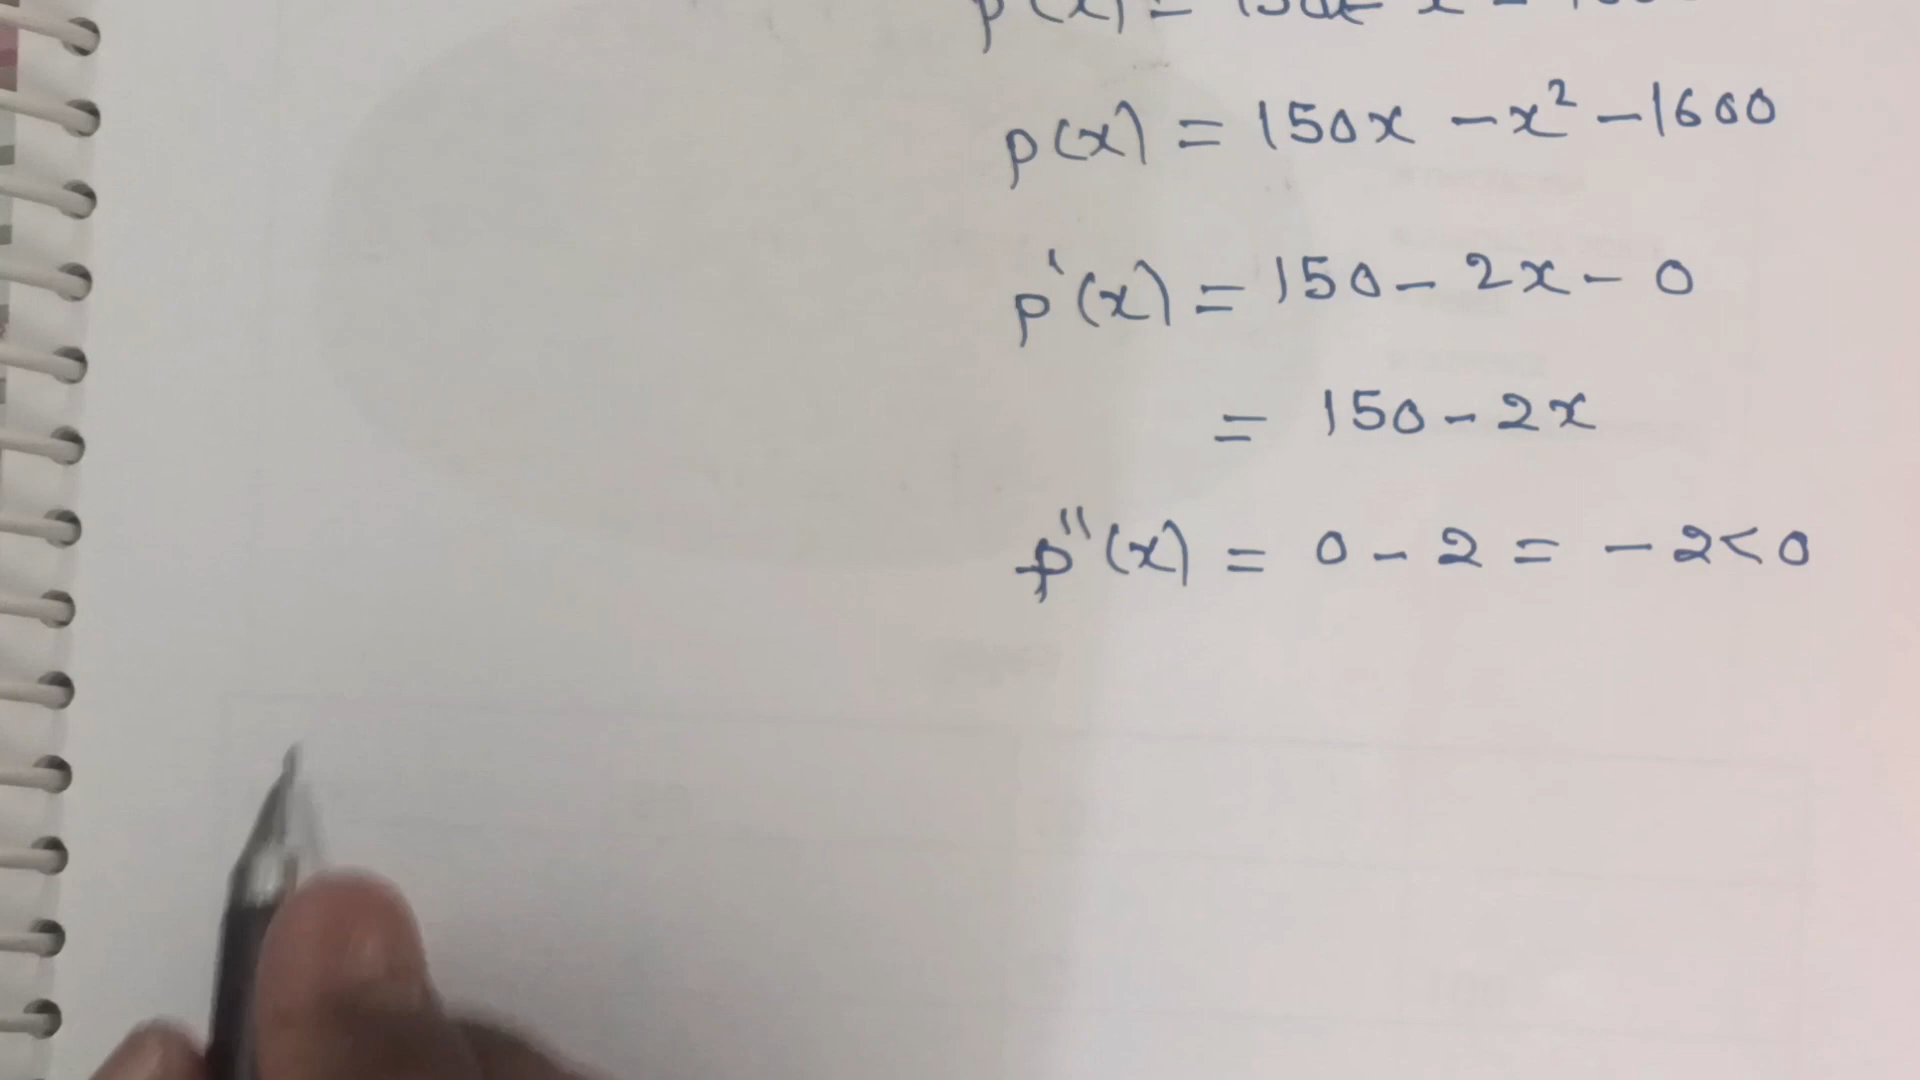 p(x) = 150x - x² - 1600
p'(x) = 150 - 2x - 0
= 150 - 2x
p''(x) = 0 - 2 = - 2 < 0